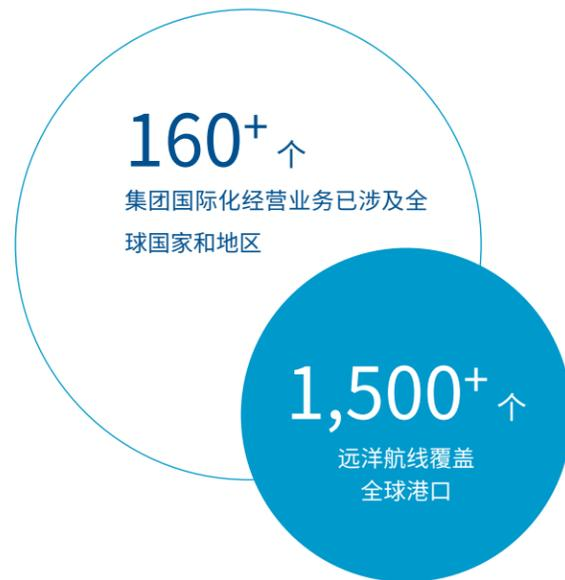 160+ 个
集团国际化经营业务已涉及全
球国家和地区
1,500+ 个
远洋航线覆盖
全球港口